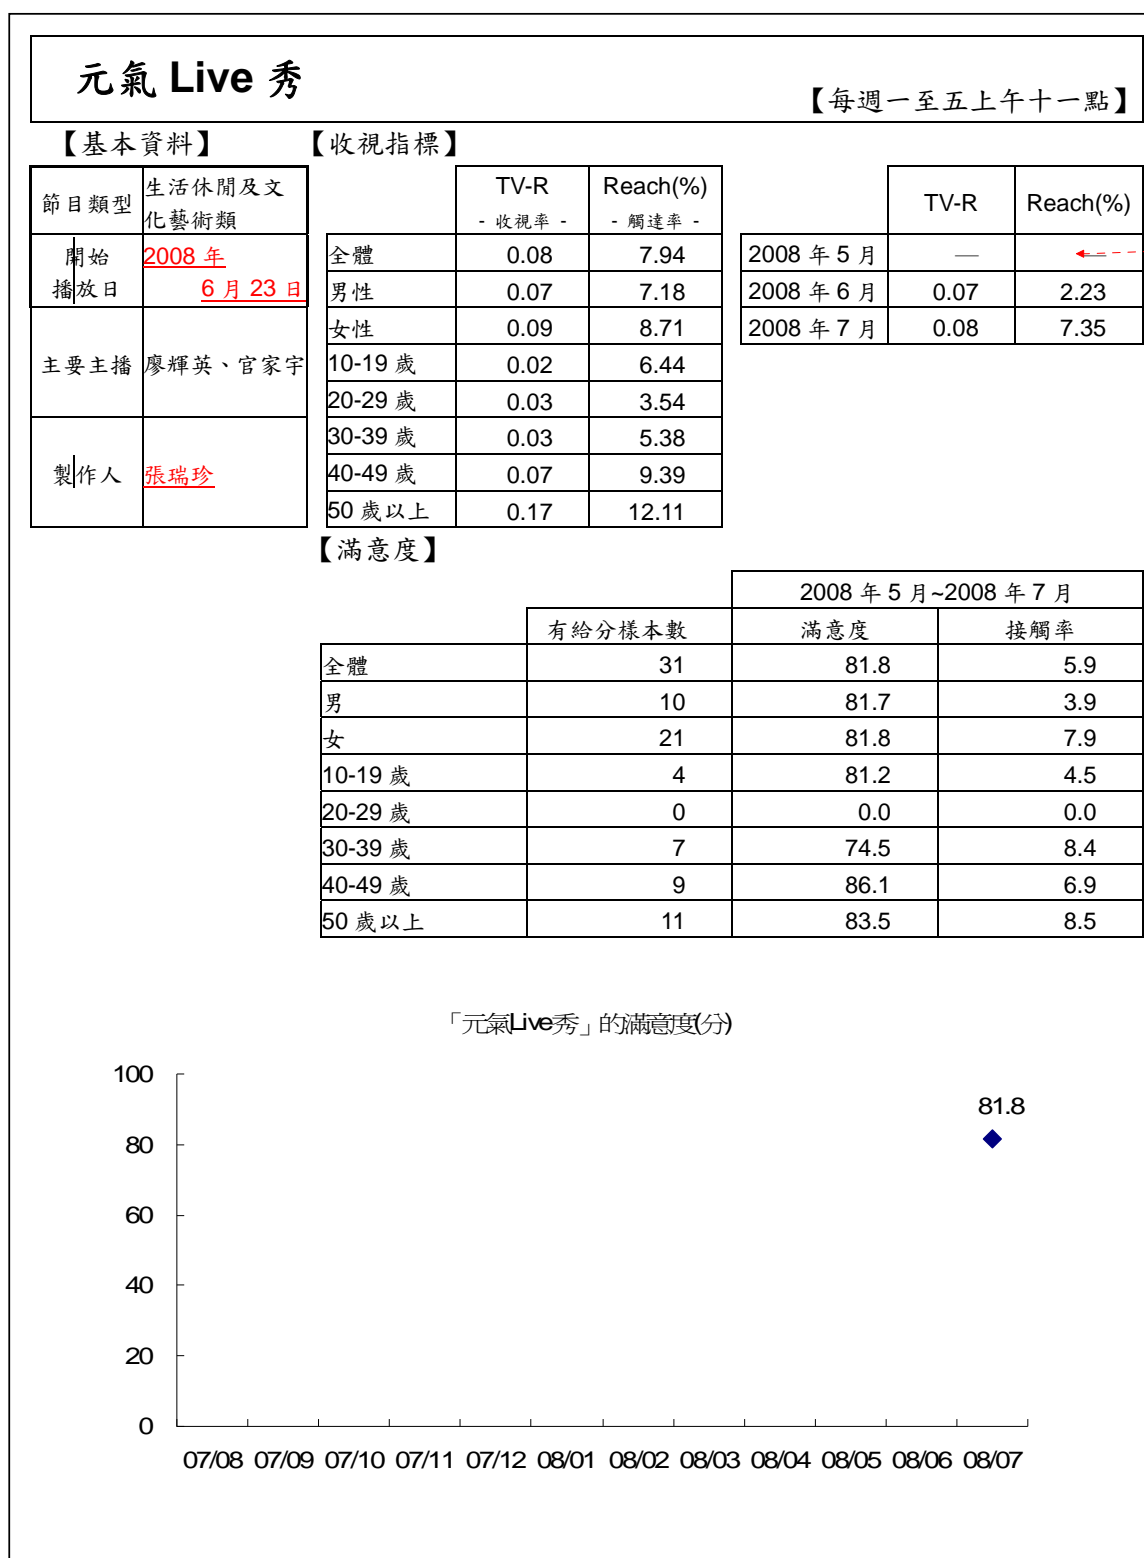 元氣 Live 秀
【每週一至五上午十一點】
【基本資料】 【收視指標】
節目類型 生活休閒及文化藝術類
開始播放日 2008 年 6 月 23 日
主要主播 廖輝英、官家宇
製作人 張瑞珍
TV-R Reach(%)
- 收視率 - - 觸達率 -
全體 0.08 7.94
男性 0.07 7.18
女性 0.09 8.71
10-19 歲 0.02 6.44
20-29 歲 0.03 3.54
30-39 歲 0.03 5.38
40-49 歲 0.07 9.39
50 歲以上 0.17 12.11
TV-R Reach(%)
2008 年 5 月 — —
2008 年 6 月 0.07 2.23
2008 年 7 月 0.08 7.35
【滿意度】
2008 年 5 月~2008 年 7 月
有給分樣本數 滿意度 接觸率
全體 31 81.8 5.9
男 10 81.7 3.9
女 21 81.8 7.9
10-19 歲 4 81.2 4.5
20-29 歲 0 0.0 0.0
30-39 歲 7 74.5 8.4
40-49 歲 9 86.1 6.9
50 歲以上 11 83.5 8.5
「元氣Live秀」的滿意度(分)
100
80
60
40
20
0
81.8
07/08 07/09 07/10 07/11 07/12 08/01 08/02 08/03 08/04 08/05 08/06 08/07